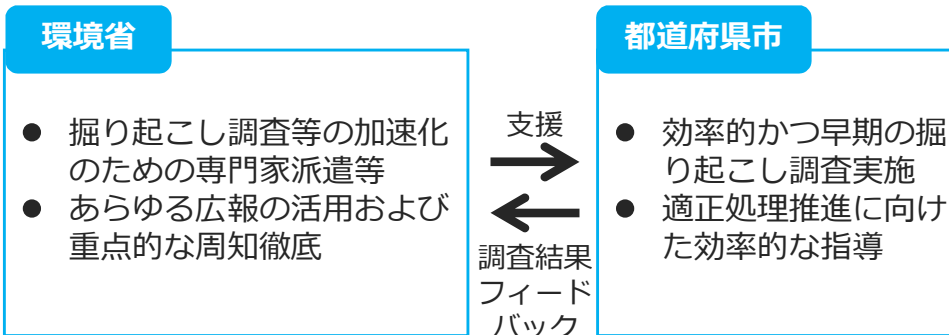 環境省
● 掘り起こし調査等の加速化
のための専門家派遣等
● あらゆる広報の活用および
重点的な周知徹底
支援
調査結果
フィード
バック
都道府県市
● 効率的かつ早期の掘
り起こし調査実施
● 適正処理推進に向け
た効率的な指導